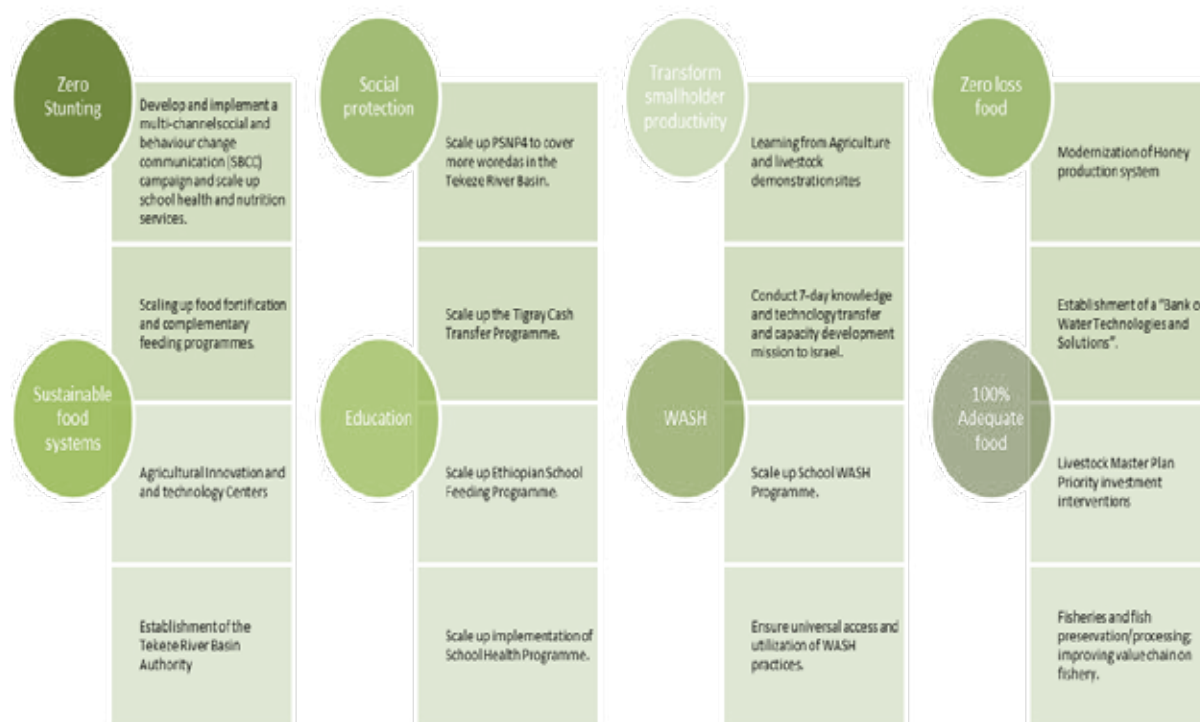 Zero
Stunting
Develop and implement a
multi-channelsocial and
behaviour change
communication (SBCC)
campaignand scale up
school health and nutrition
services.
Scaling up food fortification
and complementary
feeding programmes.
Social
protection
Scale up PSNP4 to cover
more woredas in the
Tekeze River Basin.
Scale up the Tigray Cash
Transfer Programme.
Transform
smallholder
productivity
Learning from Agriculture
and livestock
demonstrationsites
Conduct 7-day knowledge
and technology transfer
and capacity development
mission to Israel.
Zero loss
food
Modernization of Honey
production system
Establishment of a "Bank o
Water Technologies and
Solutions".
Sustainable
food
systems
Agricultural Innovation and
and technology Centers
Establishment of the
Tekeze River Basin
Authority
Education
Scale up Ethiopian School
Feeding Programme.
Scale up implementation of
School Health Programme.
WASH
Scale up School WASH
Programme.
Ensure universal access and
utilization of WASH
practices.
100%
Adequate
food
Livestock Master Plan
Priority investment
interventions
Fisheries and fish
preservation/processing;
improving value chain on
fishery.